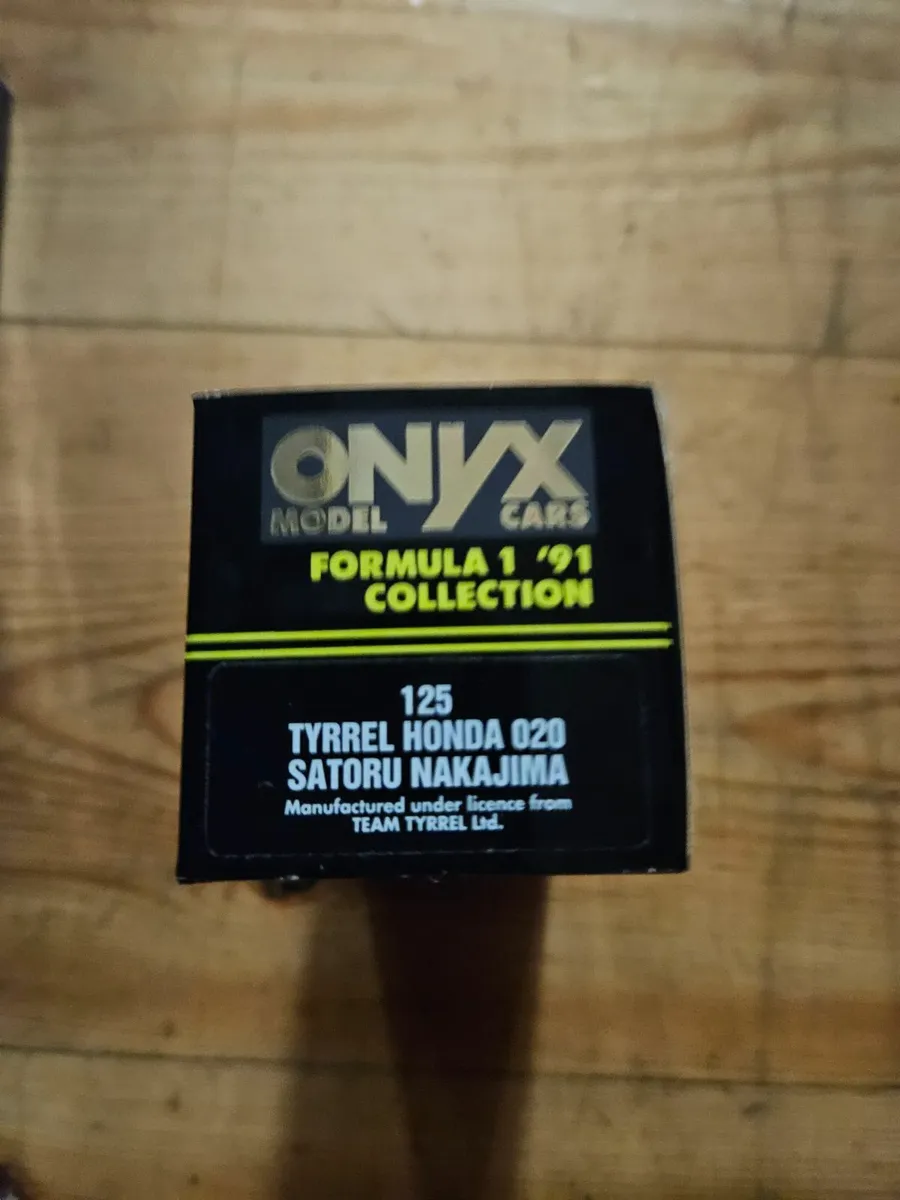 ONYX
MODEL CARS
FORMULA 1 '91
COLLECTION
125
TYRREL HONDA 020
SATORU NAKAJIMA
Manufactured under licence from
TEAM TYRREL Ltd.